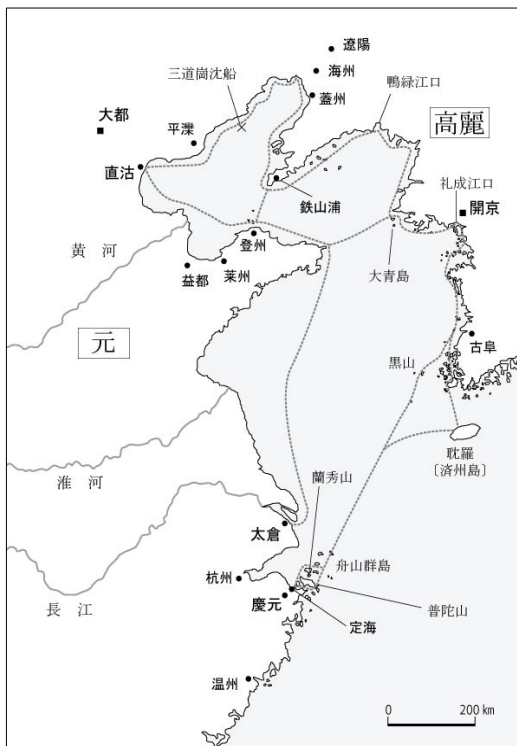 遼陽
三道崗沈船
海州
鴨緑江口
蓋州
大都
平灤
高麗
直沽
礼成江口
鉄山浦
開京
黄 河
登州
大青島
益都
莱州
元
古阜
黒山
耽羅
〔済州島〕
淮 河
蘭秀山
太倉
舟山群島
杭州
長 江
慶元
普陀山
定海
温州
0 200 km